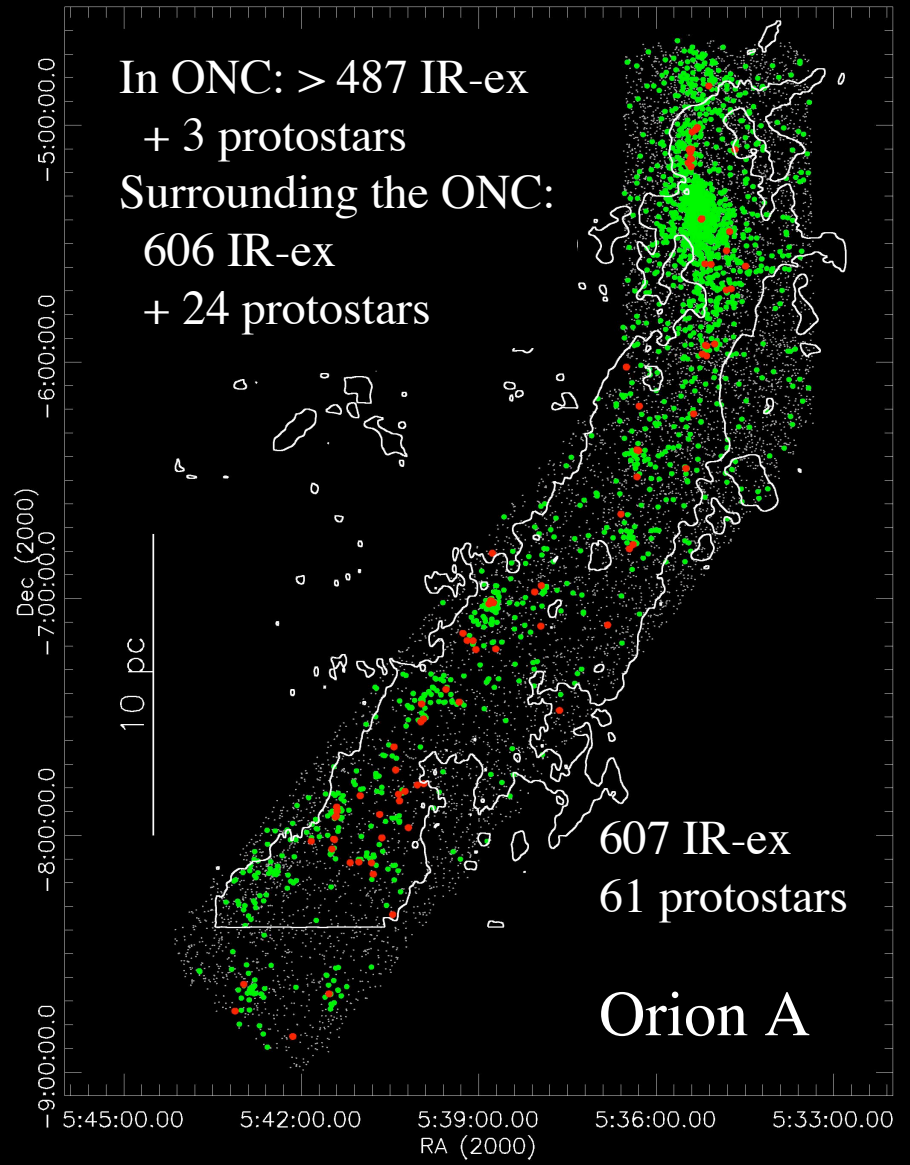 In ONC: > 487 IR-ex
+ 3 protostars
Surrounding the ONC:
606 IR-ex
+ 24 protostars
607 IR-ex
61 protostars
Orion A
10 pc
Dec (2000)
−5:00:00.0
−6:00:00.0
−7:00:00.0
−8:00:00.0
−9:00:00.0
5:45:00.00 5:42:00.00 5:39:00.00 5:36:00.00 5:33:00.00
RA (2000)